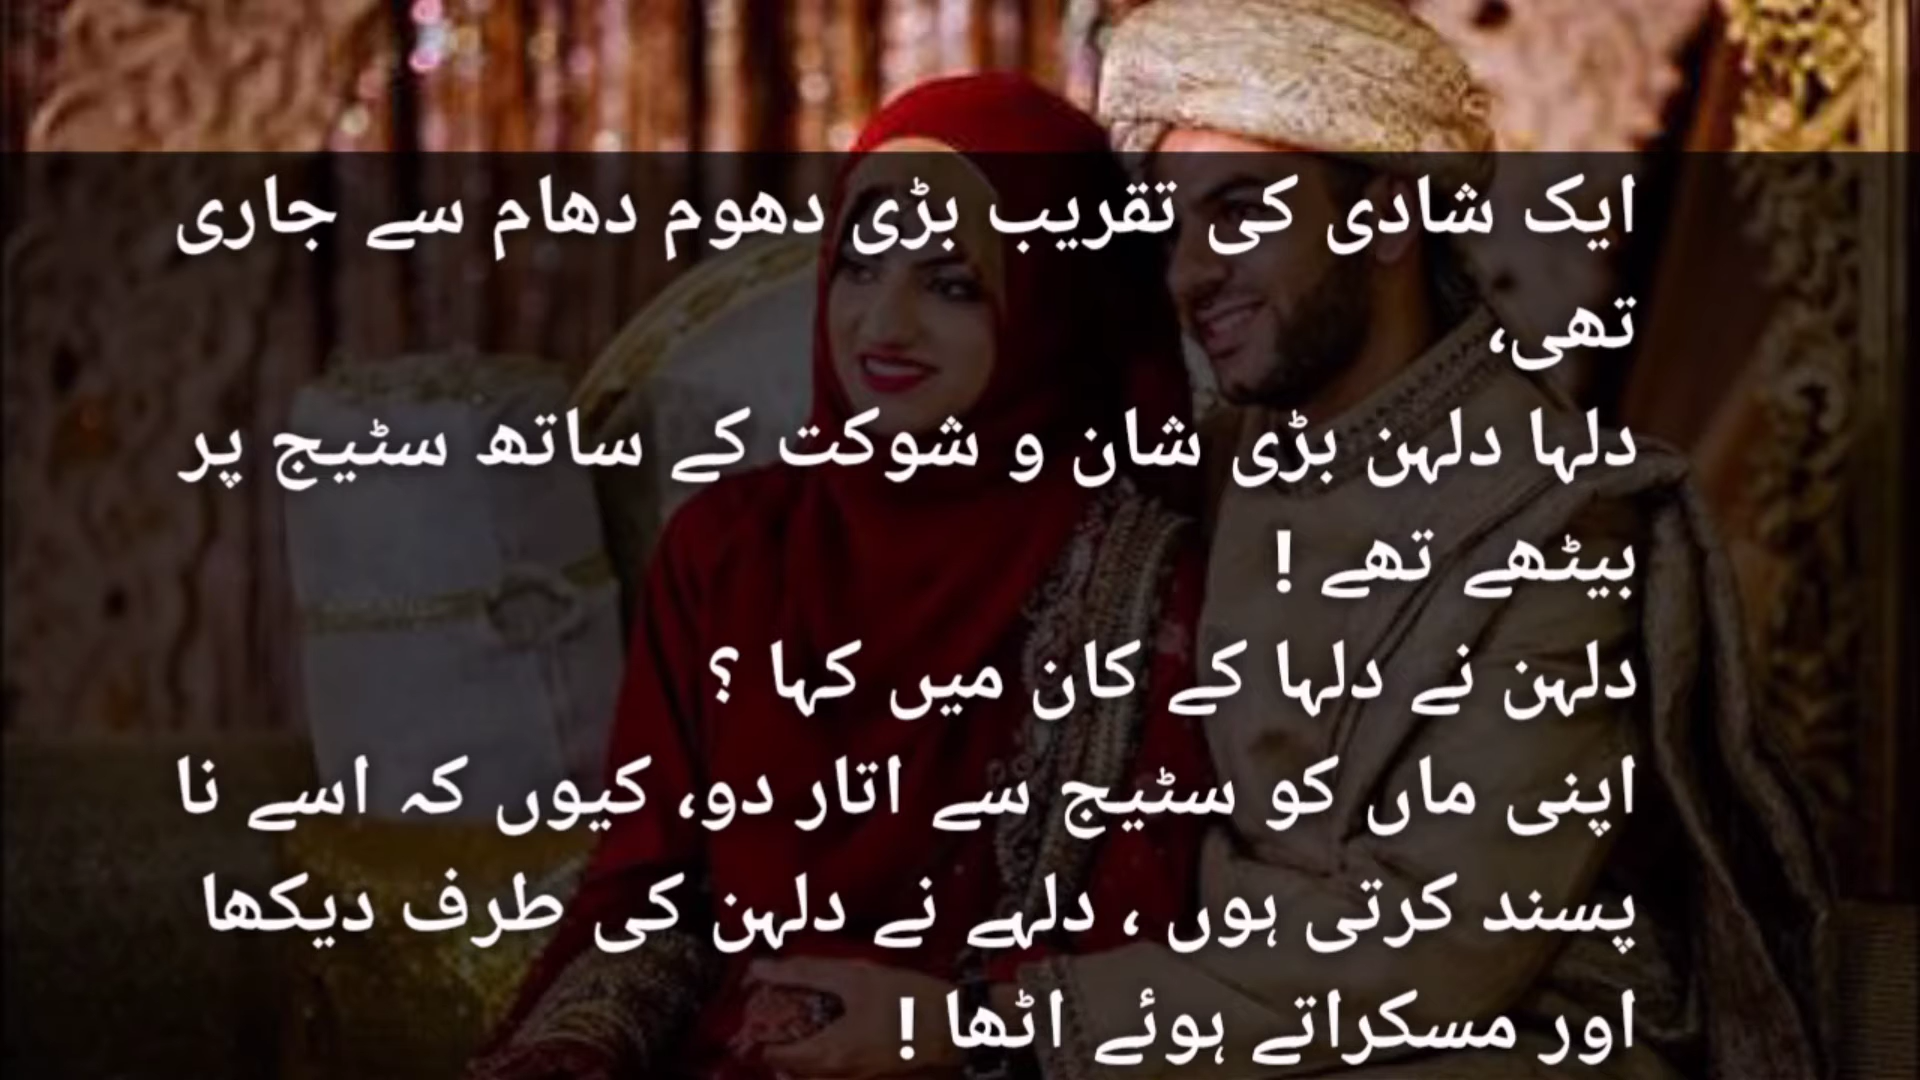 ایک شادی کی تقریب بڑی دھوم دھام سے جاری
تھی،
دلہا دلہن بڑی شان و شوکت کے ساتھ سٹیج پر
بیٹھے تھے !
دلہن نے دلہا کے کان میں کہا ؟
اپنی ماں کو سٹیج سے اتار دو، کیوں کہ اسے نا
پسند کرتی ہوں ، دلہے نے دلہن کی طرف دیکھا
اور مسکراتے ہوئے اٹھا !